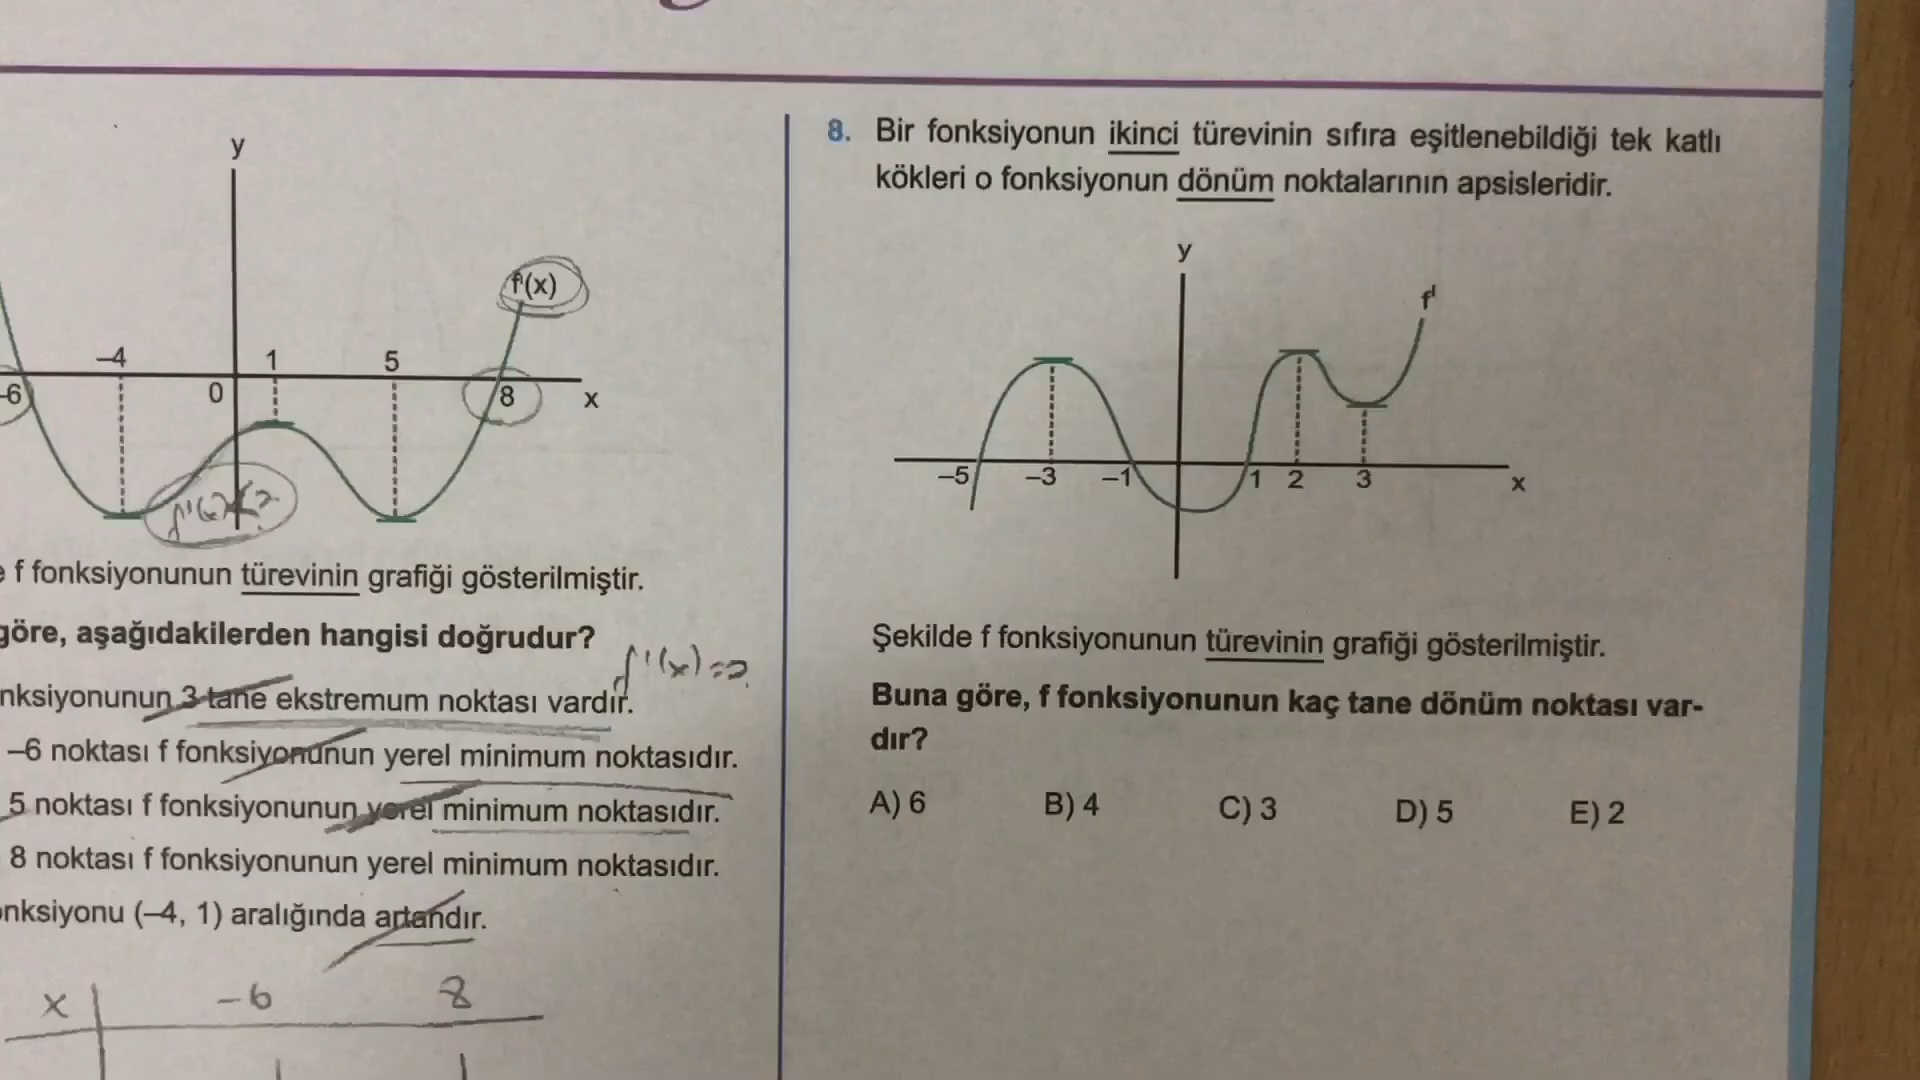 y
f'(x)
-4
1
5
-6
0
8
x
f fonksiyonunun türevinin grafiği gösterilmiştir.
göre, aşağıdakilerden hangisi doğrudur?
f'(x)=
3 tane ekstremum noktası vardır.
-6 noktası f fonksiyonunun yerel minimum noktasıdır.
5 noktası f fonksiyonunun yerel minimum noktasıdır.
8 noktası f fonksiyonunun yerel minimum noktasıdır.
(-4, 1) aralığında artandır.
x -6 8
8. Bir fonksiyonun ikinci türevinin sıfıra eşitlenebildiği tek katlı
kökleri o fonksiyonun dönüm noktalarının apsisleridir.
y
f'
-5 -3 -1 1 2 3 x
Şekilde f fonksiyonunun türevinin grafiği gösterilmiştir.
Buna göre, f fonksiyonunun kaç tane dönüm noktası var-
dır?
A) 6 B) 4 C) 3 D) 5 E) 2